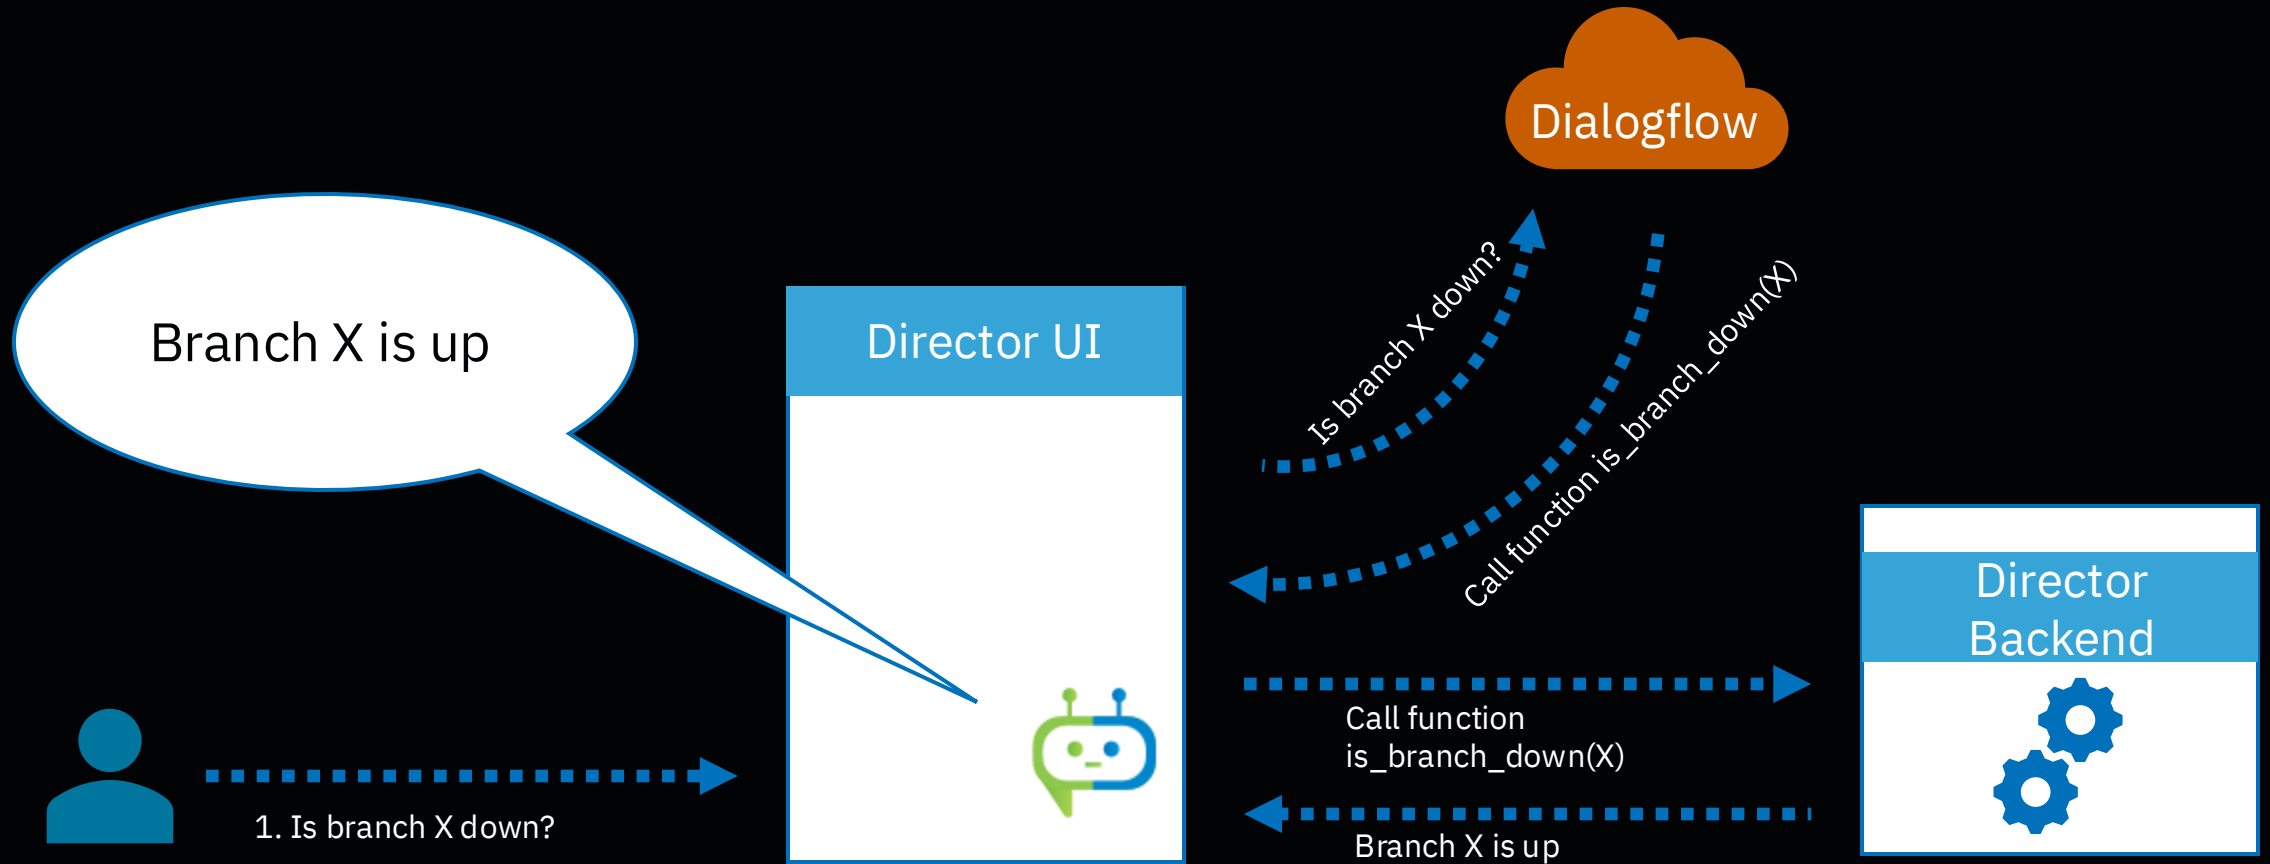 Dialogflow
Branch X is up
Director UI
Is branch X down?
Call function is_branch_down(X)
Director
Backend
Call function
is_branch_down(X)
1. Is branch X down?
Branch X is up